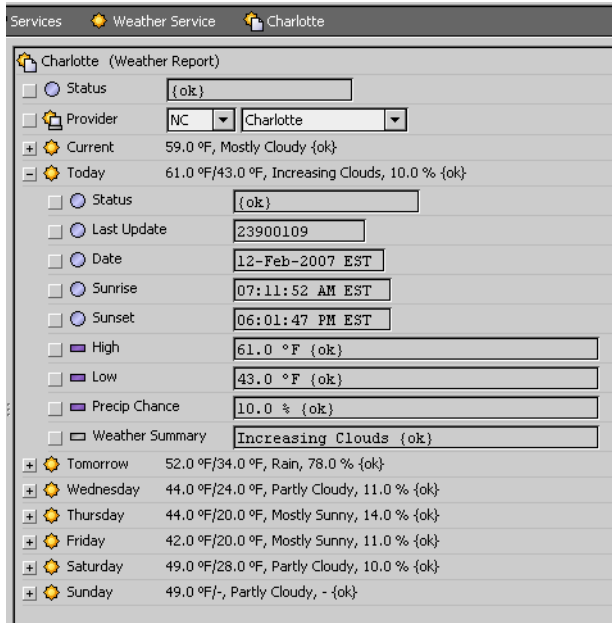 Services Weather Service Charlotte
Charlotte (Weather Report)
Status {ok}
Provider NC Charlotte
Current 59.0 ºF, Mostly Cloudy {ok}
Today 61.0 ºF/43.0 ºF, Increasing Clouds, 10.0 % {ok}
Status {ok}
Last Update 23900109
Date 12-Feb-2007 EST
Sunrise 07:11:52 AM EST
Sunset 06:01:47 PM EST
High 61.0 °F {ok}
Low 43.0 °F {ok}
Precip Chance 10.0 % {ok}
Weather Summary Increasing Clouds {ok}
Tomorrow 52.0 ºF/34.0 ºF, Rain, 78.0 % {ok}
Wednesday 44.0 ºF/24.0 ºF, Partly Cloudy, 11.0 % {ok}
Thursday 44.0 ºF/20.0 ºF, Mostly Sunny, 14.0 % {ok}
Friday 42.0 ºF/20.0 ºF, Mostly Sunny, 11.0 % {ok}
Saturday 49.0 ºF/28.0 ºF, Partly Cloudy, 10.0 % {ok}
Sunday 49.0 ºF/-, Partly Cloudy, - {ok}